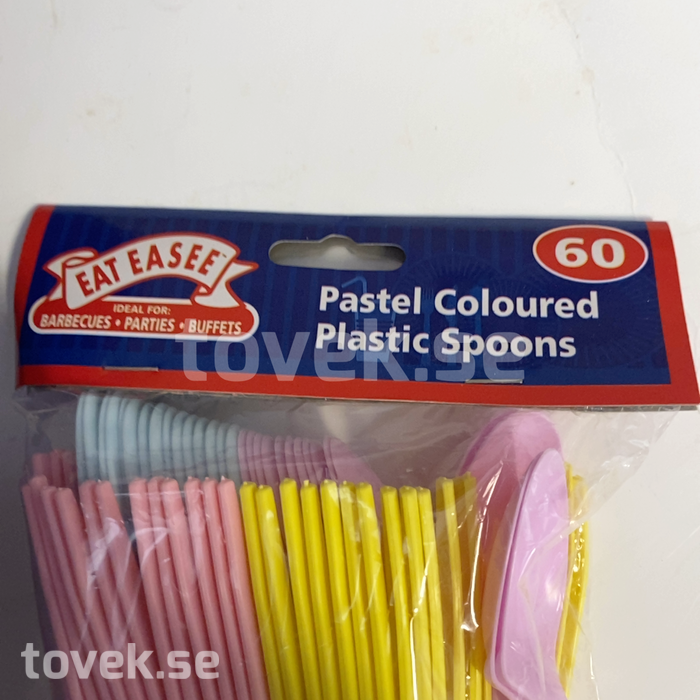 EAT EASEE
IDEAL FOR:
BARBECUES • PARTIES • BUFFETS
60
Pastel Coloured
Plastic Spoons
tovek.se
tovek.se